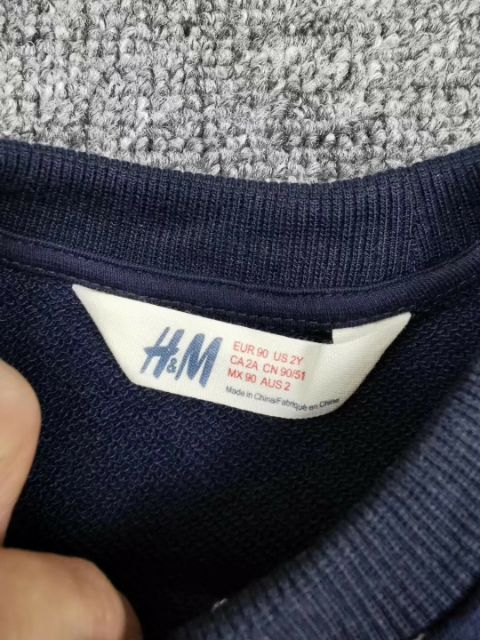 H&M
EUR 90 US 2Y
CA 2A CN 90/51
MX 90 AUS 2
Made in China/Fabriqué en Chine